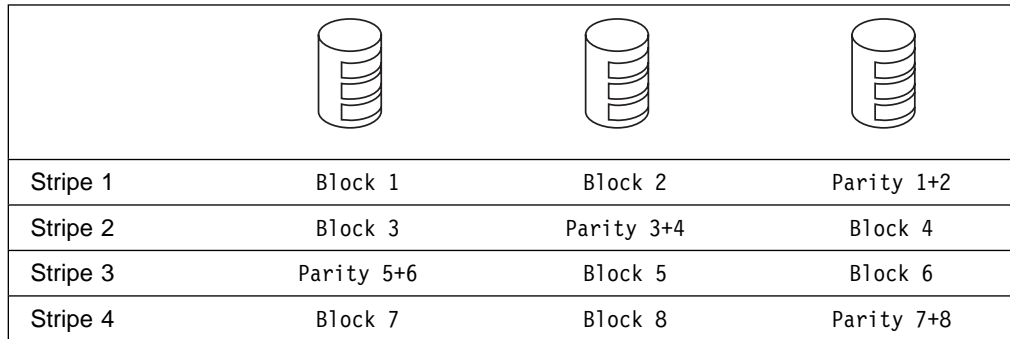 Stripe 1 Block 1 Block 2 Parity 1+2
Stripe 2 Block 3 Parity 3+4 Block 4
Stripe 3 Parity 5+6 Block 5 Block 6
Stripe 4 Block 7 Block 8 Parity 7+8